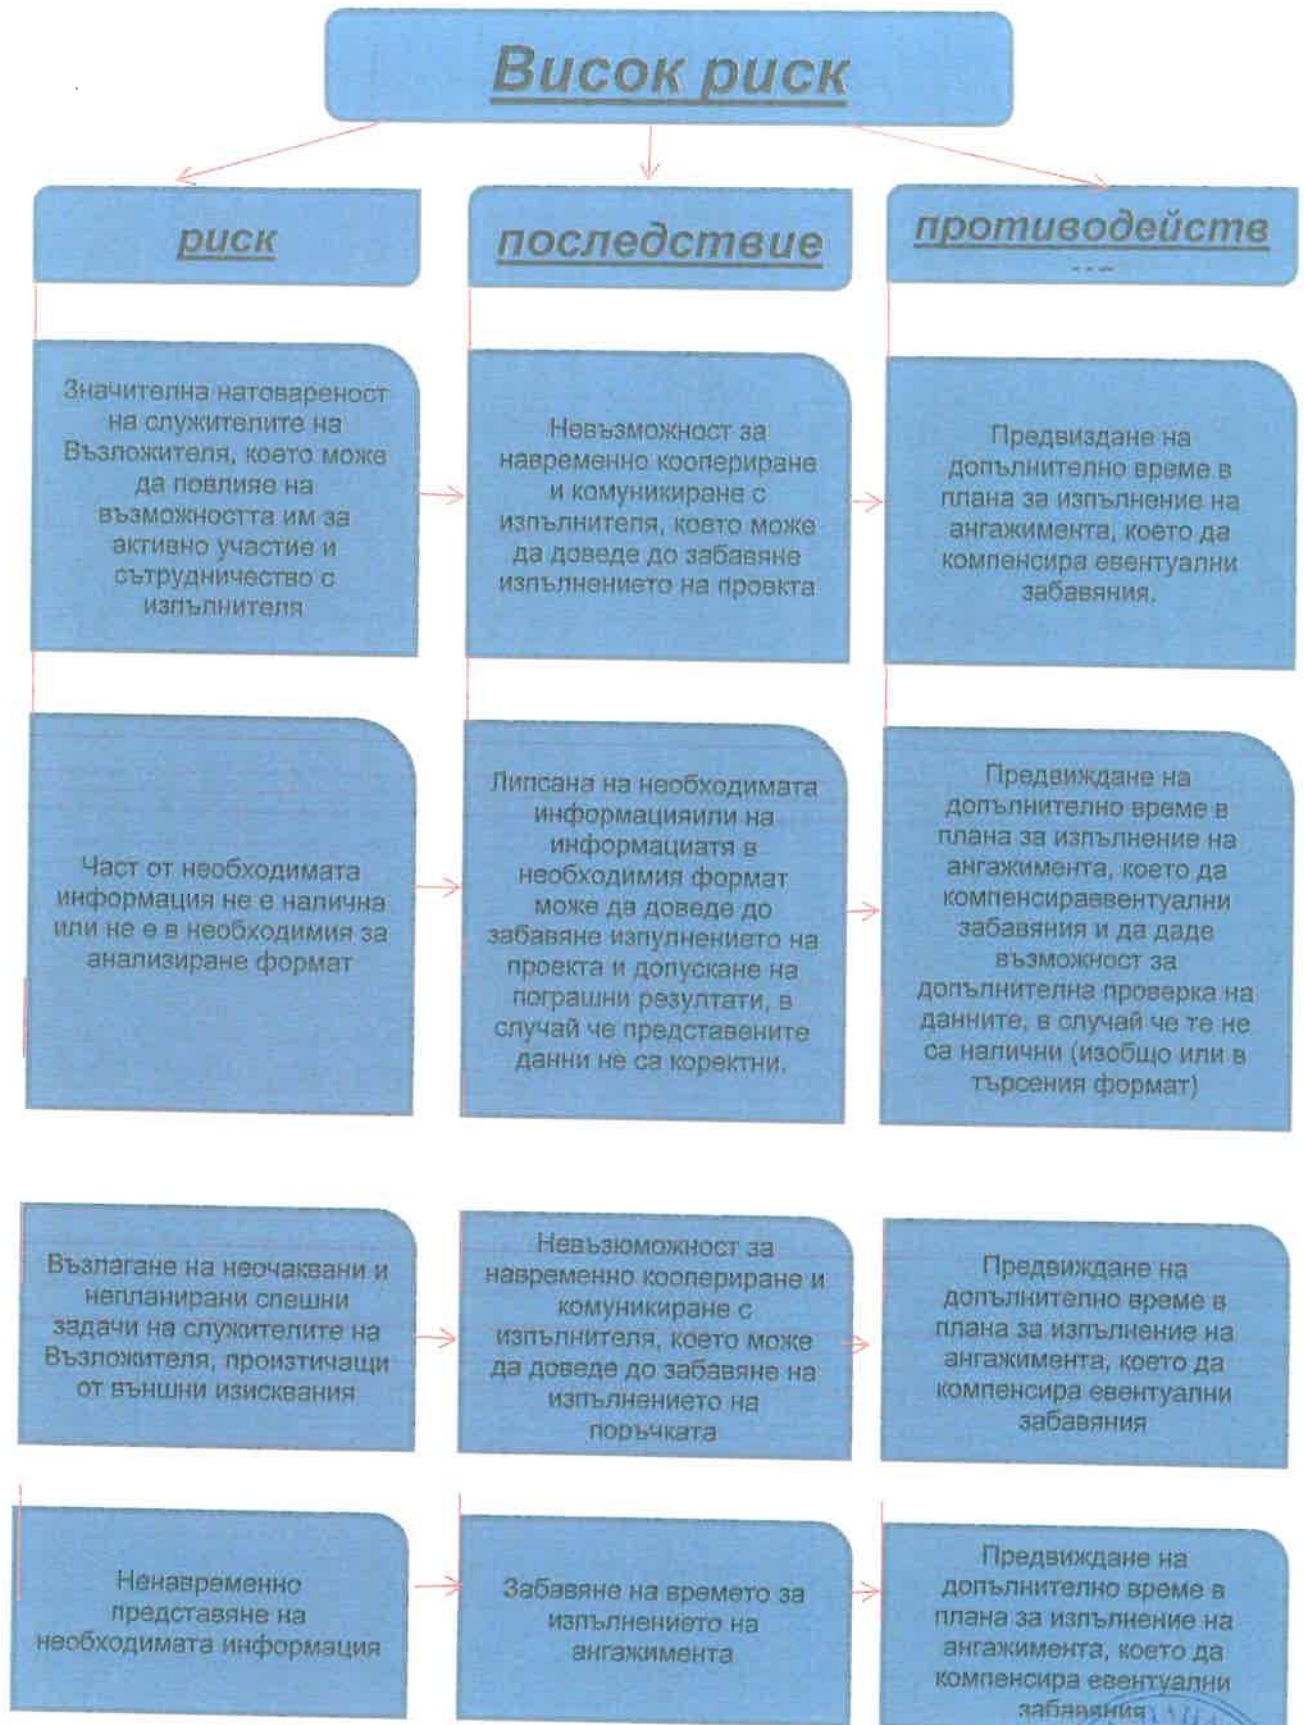 Висок риск
риск
последствие
противодейств
Значителна натовареност
на служителите на
Възложителя, което може
да повлияе на
възможността им за
активно участие и
сътрудничество с
изпълнителя
Невъзможност за
навременно коопериране
и комуникиране с
изпълнителя, което може
да доведе до забавяне
изпълнението на проекта
Предвиздане на
допълнително време в
плана за изпълнение на
ангажимента, което да
компенсира евентуални
забавяния.
Част от необходимата
информация не е налична
или не е в необходимия за
анализиране формат
Липсана на необходимата
информацияили на
информациатя в
необходимия формат
може да доведе до
забавяне изпулнението на
проекта и допускане на
пограшни резултати, в
случай че представените
данни не са коректни.
Предвиждане на
допълнително време в
плана за изпълнение на
ангажимента, което да
компенсираевентуални
забавяния и да даде
възможност за
допълнителна проверка на
данните, в случай че те не
са налични (изобщо или в
търсения формат)
Възлагане на неочаквани и
непланирани спешни
задачи на служителите на
Възложителя, произтичащи
от външни изисквания
Невъзюможност за
навременно коопериране и
комуникиране с
изпълнителя, което може
да доведе до забавяне на
изпълнението на
поръчката
Предвиждане на
допълнително време в
плана за изпълнение на
ангажимента, което да
компенсира евентуални
забавяния
Ненавременно
представяне на
необходимата информация
Забавяне на времето за
изпълнението на
ангажимента
Предвиждане на
допълнително време в
плана за изпълнение на
ангажимента, което да
компенсира евентуални
забавяния